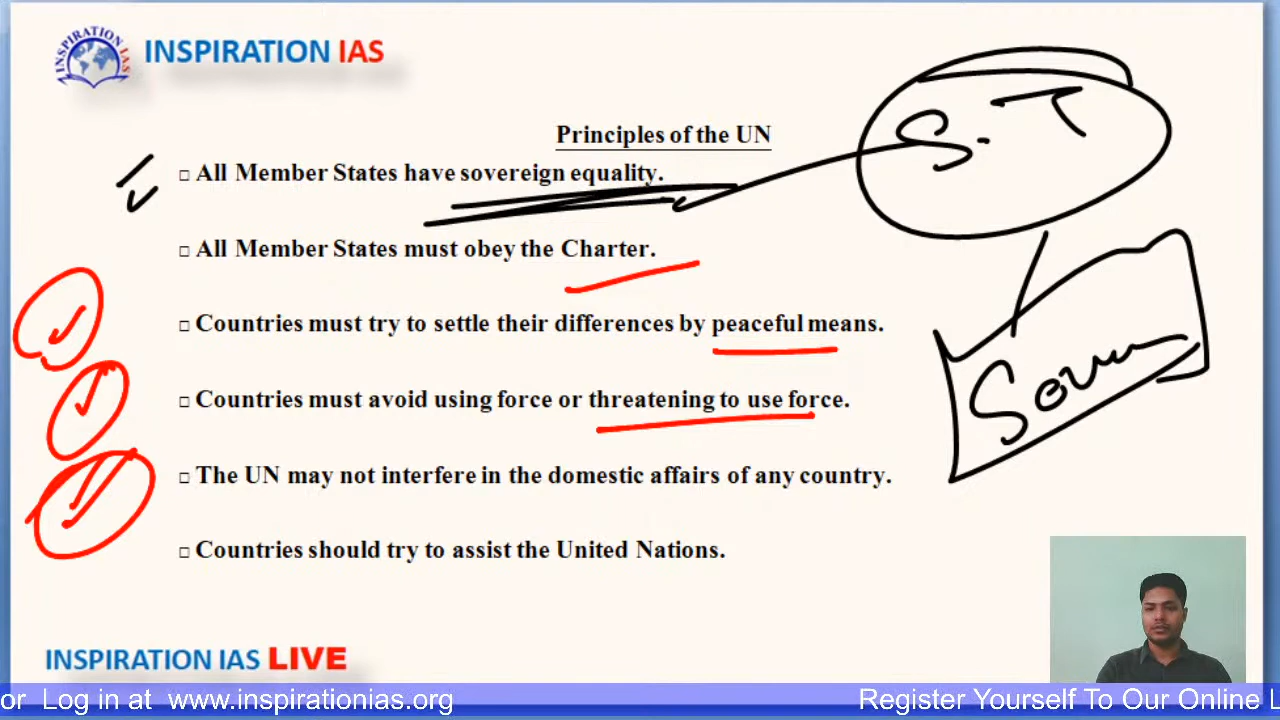 INSPIRATION
INSPIRATION IAS
Principles of the UN
□ All Member States have sovereign equality.
□ All Member States must obey the Charter.
□ Countries must try to settle their differences by peaceful means.
□ Countries must avoid using force or threatening to use force.
□ The UN may not interfere in the domestic affairs of any country.
□ Countries should try to assist the United Nations.
INSPIRATION IAS LIVE
or Log in at www.inspirationias.org Register Yourself To Our Online L